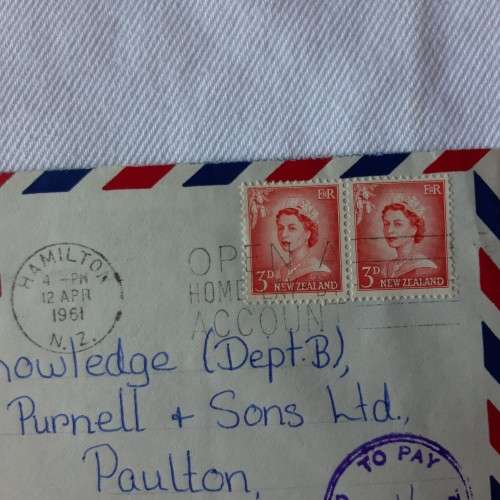 E II R
E II R
3D NEW ZEALAND
3D NEW ZEALAND
HAMILTON
4 - PM
12 APR
1961
N.Z.
OPEN A
HOME
ACCOUN
nowledge (Dept. B),
Purnell + Sons Ltd.,
Paulton,
TO PAY